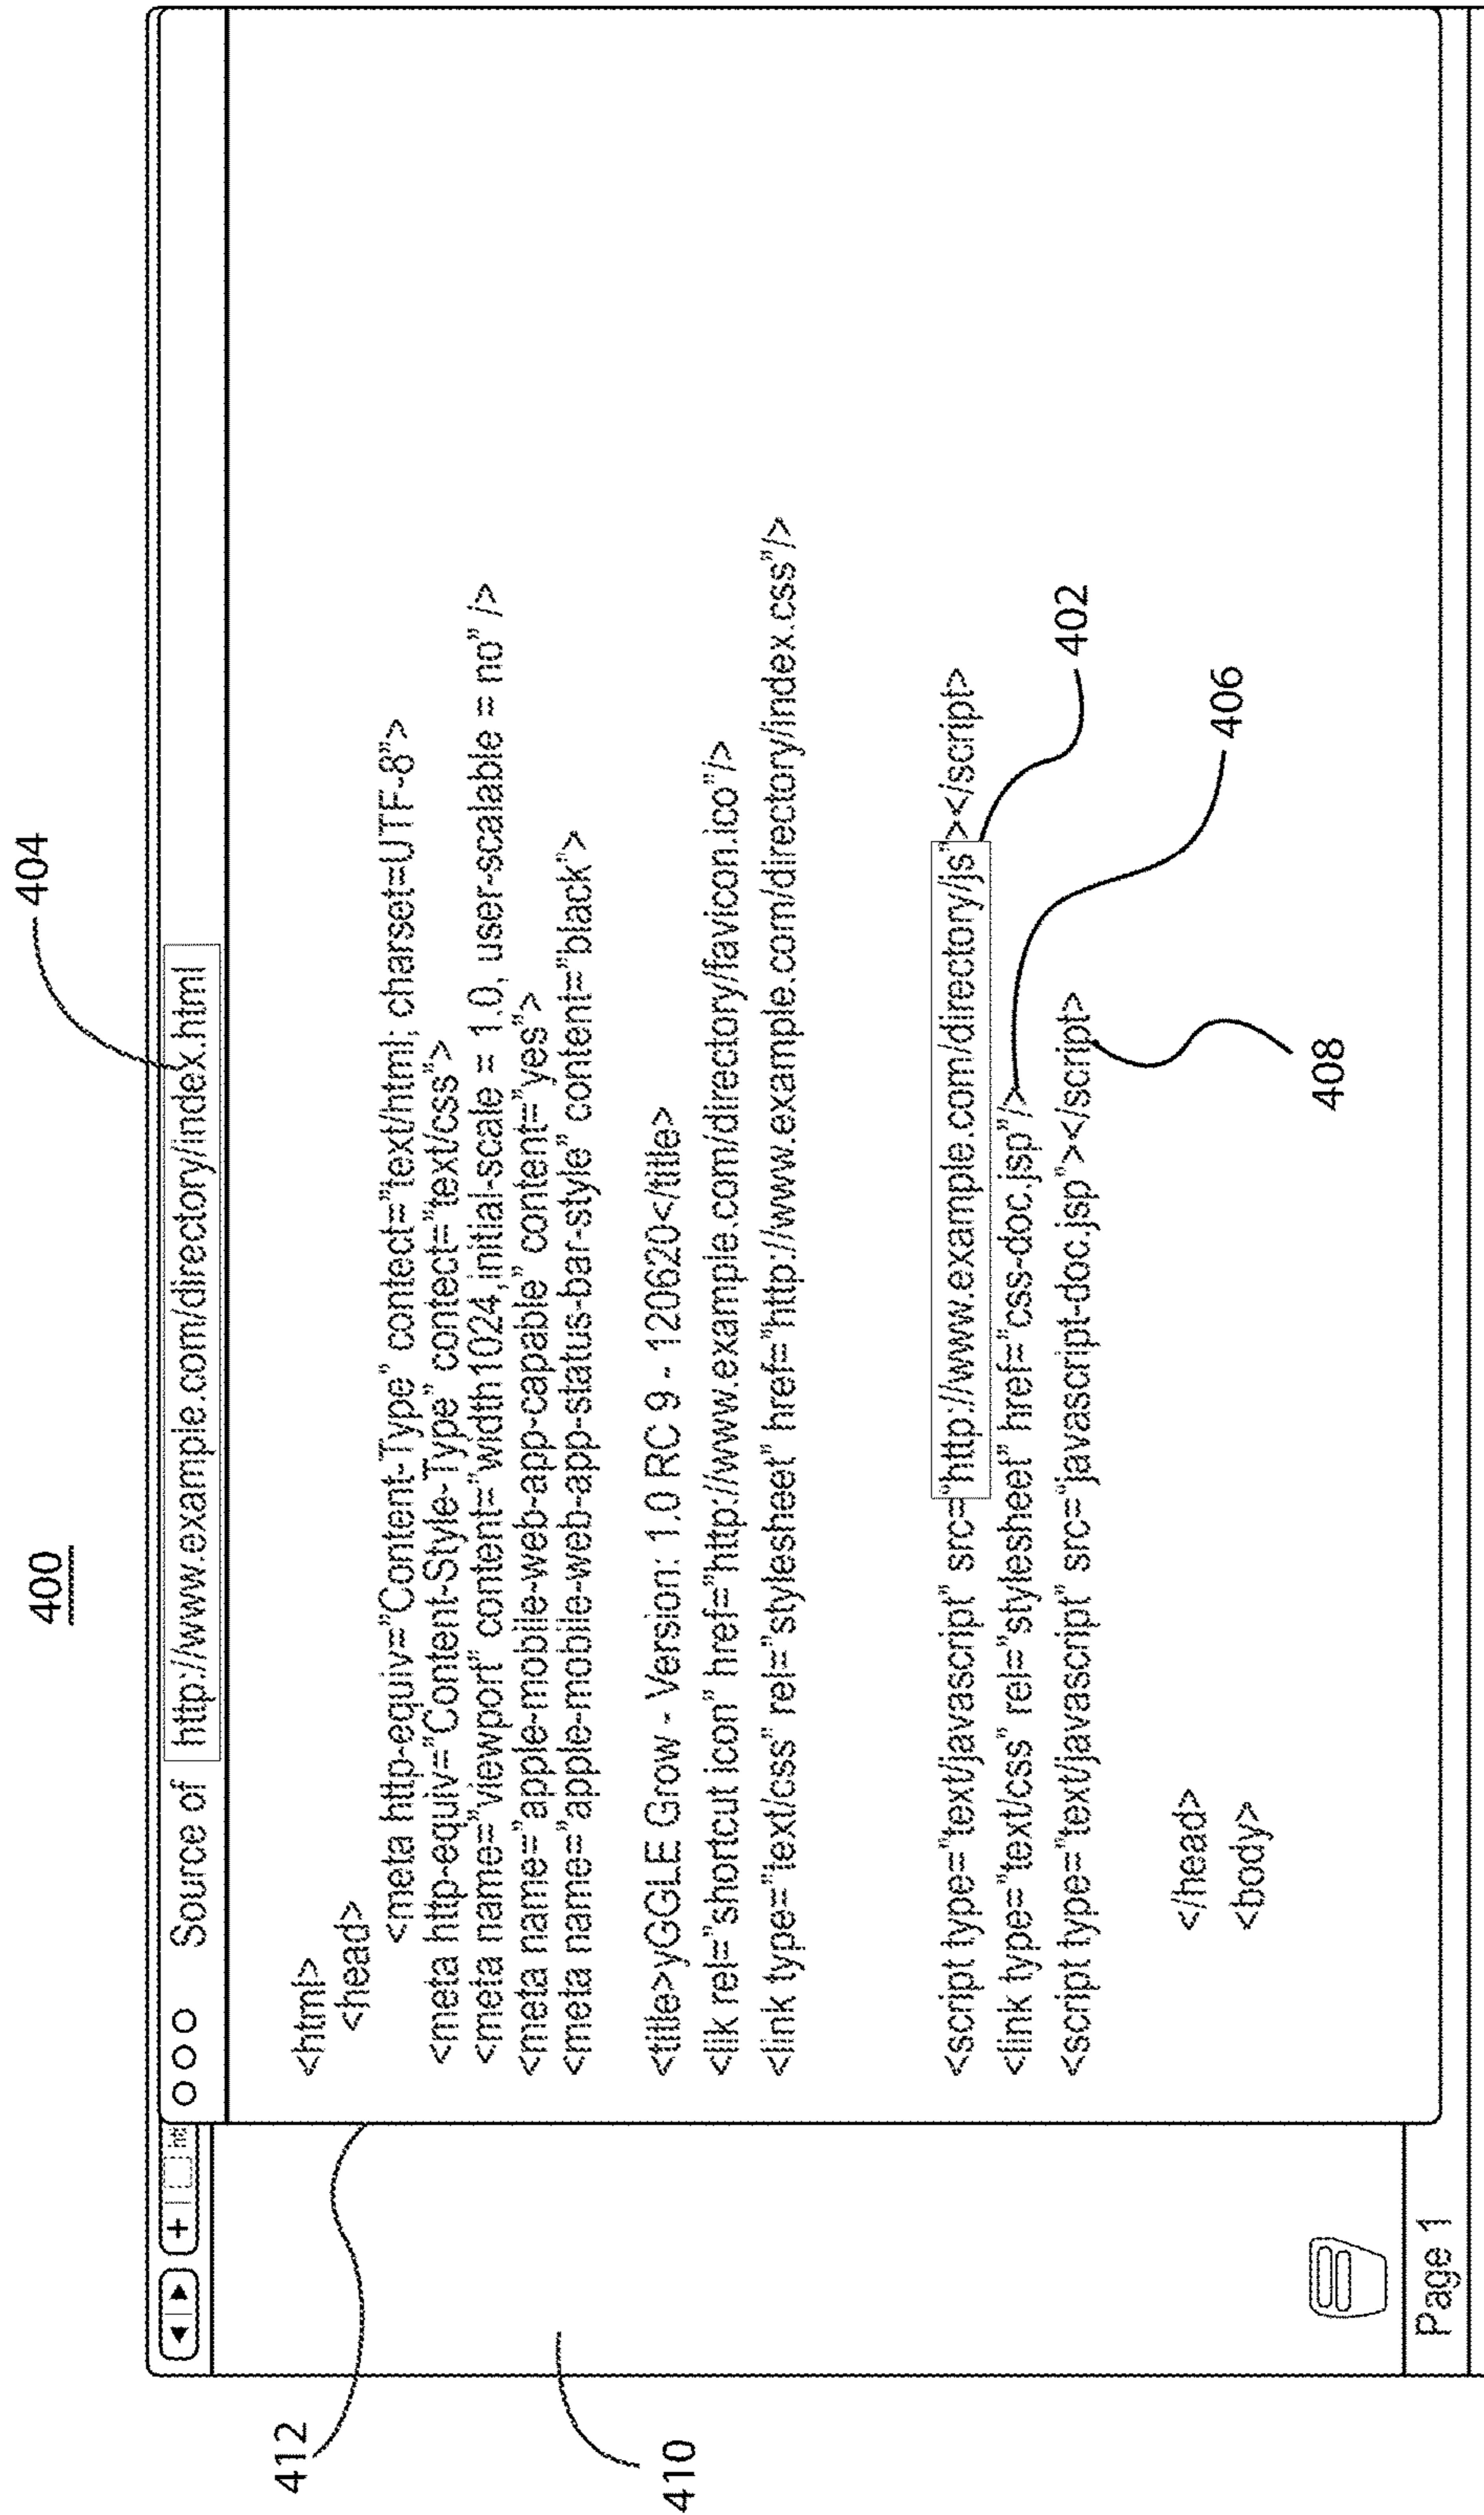 400
404
Source of http://www.example.com/directory/index.html
<html>
<head>
<meta http-equiv="Content-Type" contect="text/html; charset=UTF-8">
<meta http-equiv="Content-Style-Type" contect="text/css">
<meta name="viewport" content="width1024,initial-scale = 1.0, user-scalable = no" />
<meta name="apple-mobile-web-app-capable" content="yes">
<meta name="apple-mobile-web-app-status-bar-style" content="black">
<title>yGGLE Grow - Version: 1.0 RC 9 - 120620</title>
<lik rel="shortcut icon" href="http://www.example.com/directory/favicon.ico"/>
<link type="text/css" rel="stylesheet" href="http://www.example.com/directory/index.css"/>
<script type="text/javascript" src="http://www.example.com/directory/js"></script>
<link type="text/css" rel="stylesheet" href="css-doc.jsp"/>
<script type="text/javascript" src="javascript-doc.jsp"></script>
</head>
<body>
402
406
408
412
410
+
Page 1